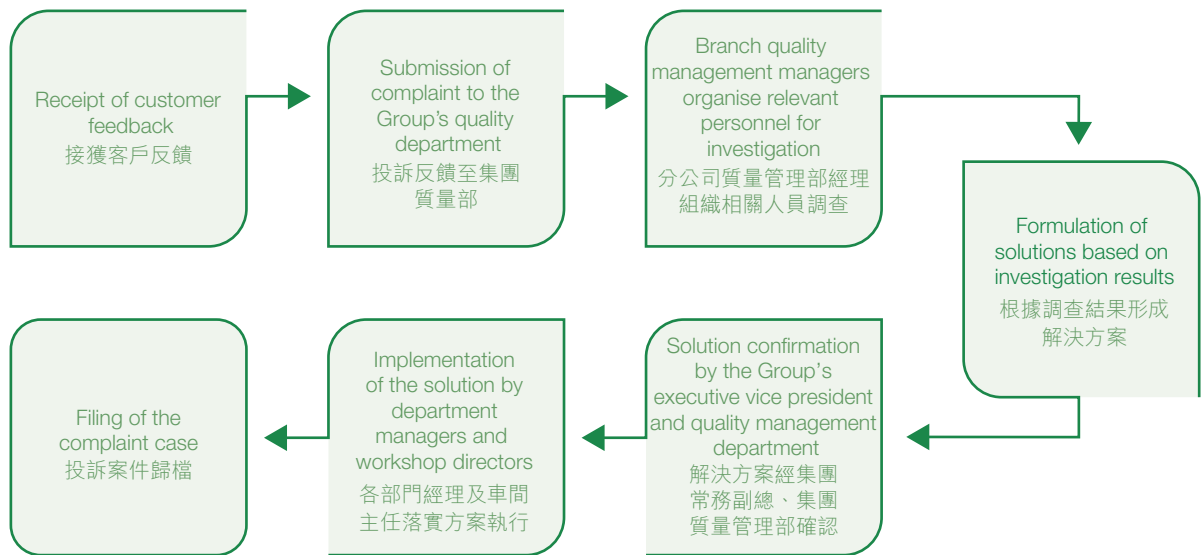 Receipt of customer
feedback
接獲客戶反饋
Submission of
complaint to the
Group's quality
department
投訴反饋至集團
質量部
Branch quality
management managers
organise relevant
personnel for
investigation
分公司質量管理部經理
組織相關人員調查
Formulation of
solutions based on
investigation results
根據調查結果形成
解決方案
Solution confirmation
by the Group's
executive vice president
and quality management
department
解決方案經集團
常務副總、集團
質量管理部確認
Implementation
of the solution by
department
managers and
workshop directors
各部門經理及車間
主任落實方案執行
Filing of the
complaint case
投訴案件歸檔